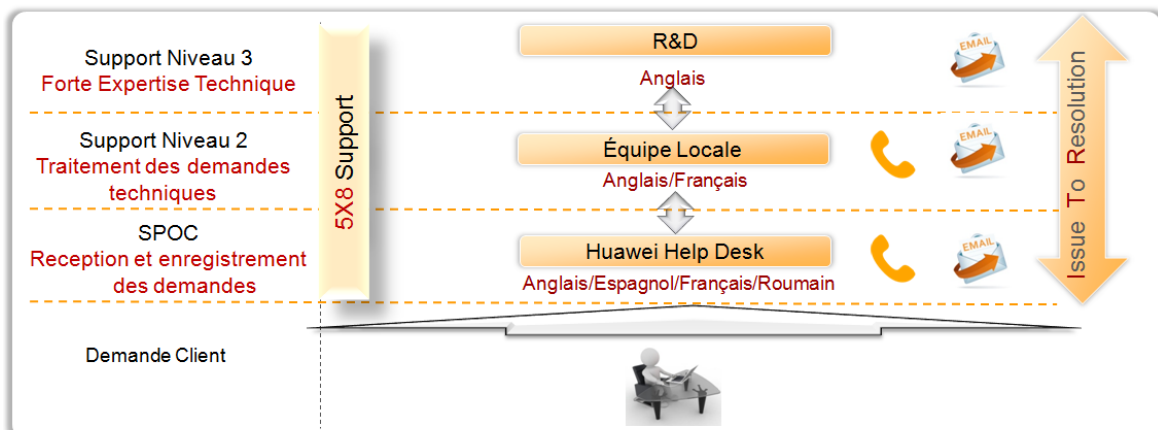 Support Niveau 3
Forte Expertise Technique
R&D
Anglais
EMAIL
Support Niveau 2
Traitement des demandes
techniques
Équipe Locale
Anglais/Français
EMAIL
SPOC
Reception et enregistrement
des demandes
Huawei Help Desk
Anglais/Espagnol/Français/Roumain
EMAIL
5X8 Support
Issue To Resolution
Demande Client